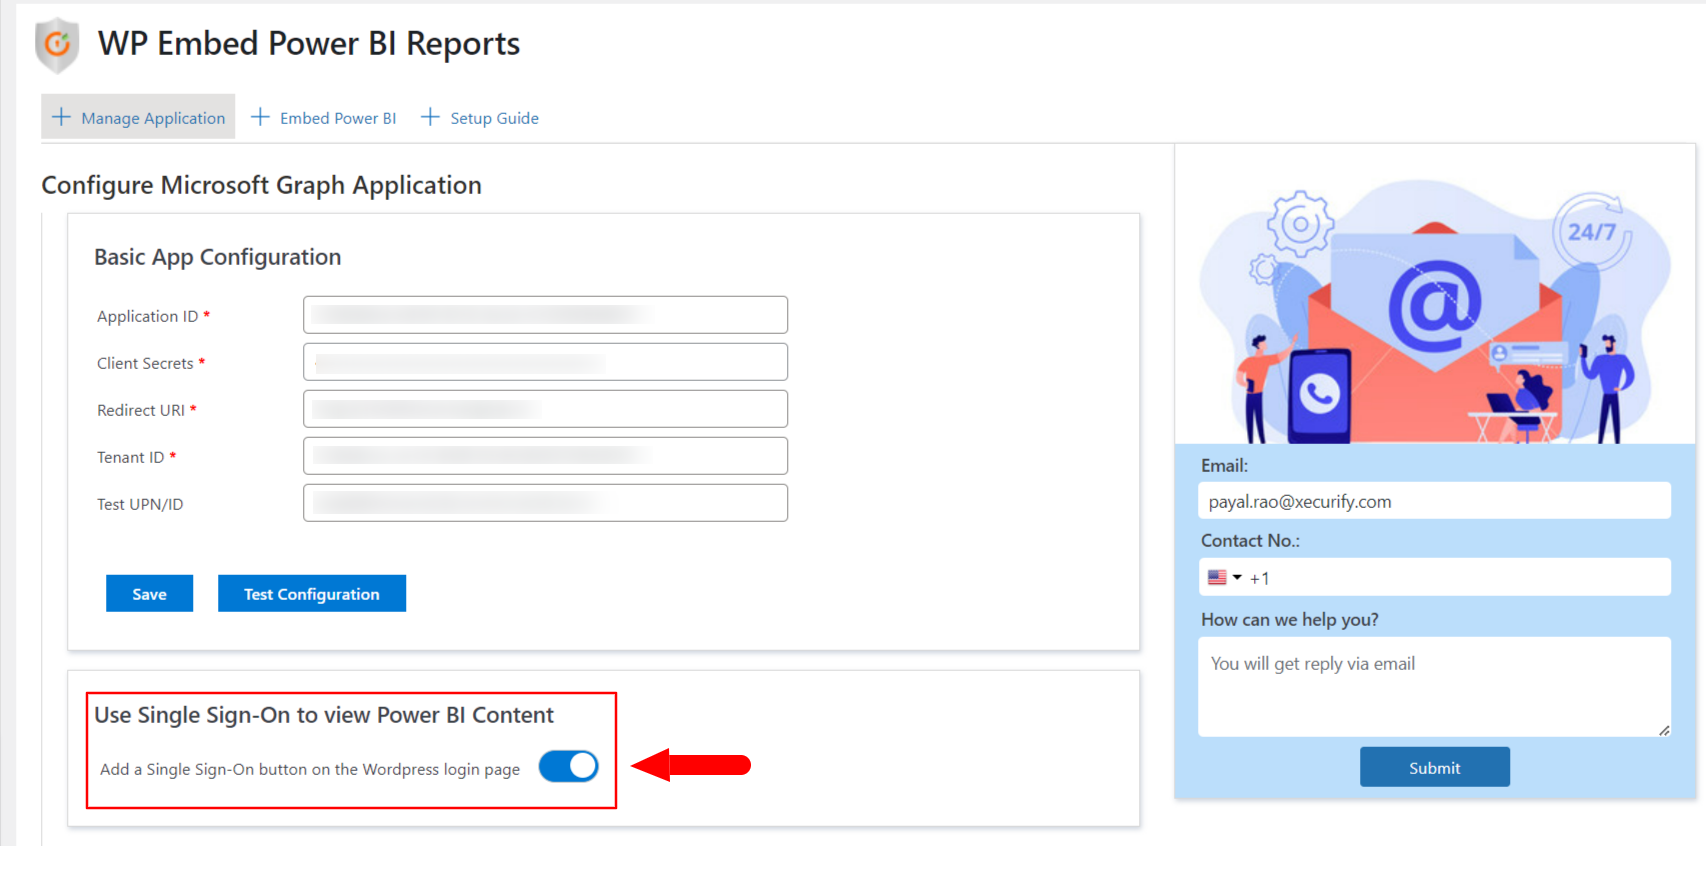 WP Embed Power BI Reports
+ Manage Application + Embed Power BI + Setup Guide
Configure Microsoft Graph Application
Basic App Configuration
Application ID *
Client Secrets *
Redirect URI *
Tenant ID *
Test UPN/ID
Save Test Configuration
Use Single Sign-On to view Power BI Content
Add a Single Sign-On button on the Wordpress login page
24/7
@
Email:
payal.rao@xecurify.com
Contact No.:
+1
How can we help you?
You will get reply via email
Submit